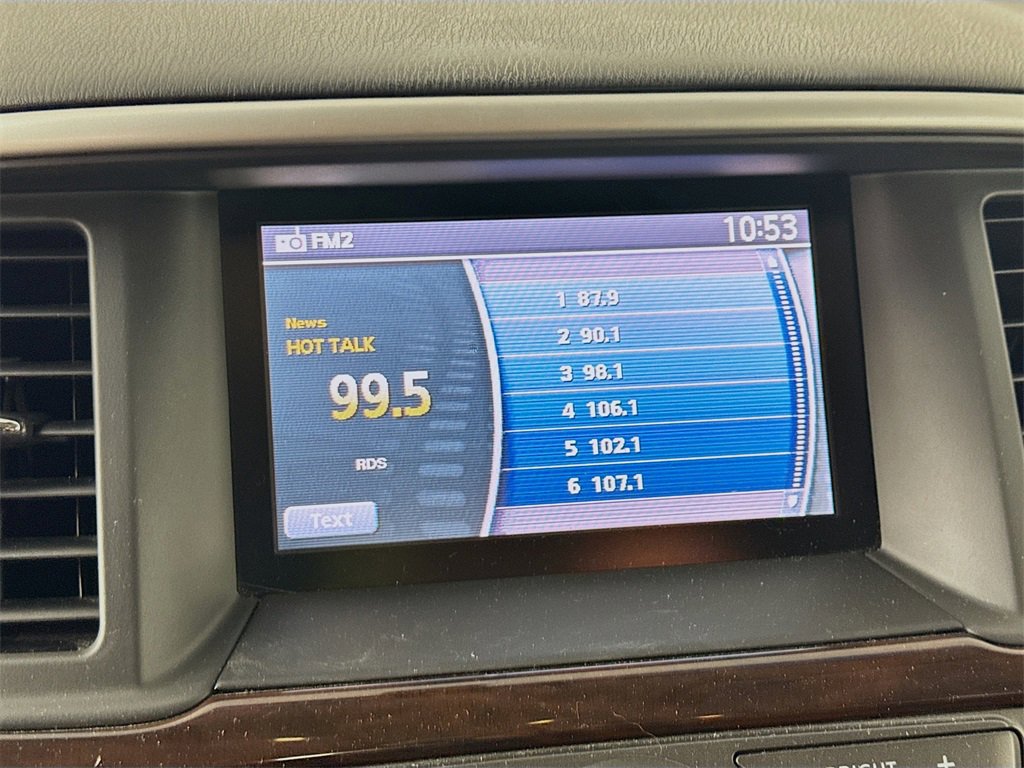 FM2
10:53
News
HOT TALK
99.5
RDS
Text
1 87.9
2 90.1
3 98.1
4 106.1
5 102.1
6 107.1
BRIGHT +